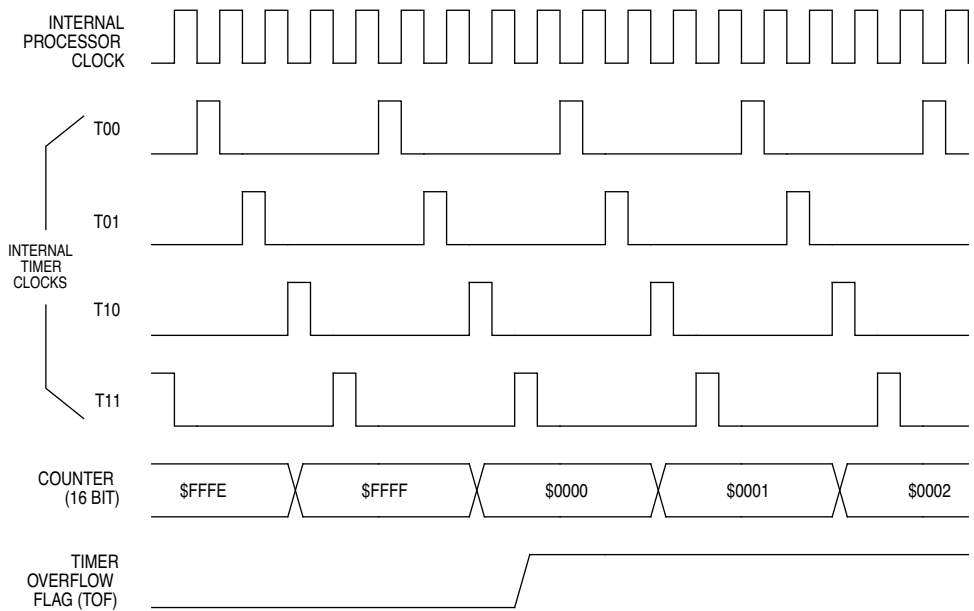 INTERNAL
PROCESSOR
CLOCK
T00
T01
INTERNAL
TIMER
CLOCKS
T10
T11
COUNTER
(16 BIT)
$FFFE
$FFFF
$0000
$0001
$0002
TIMER
OVERFLOW
FLAG (TOF)